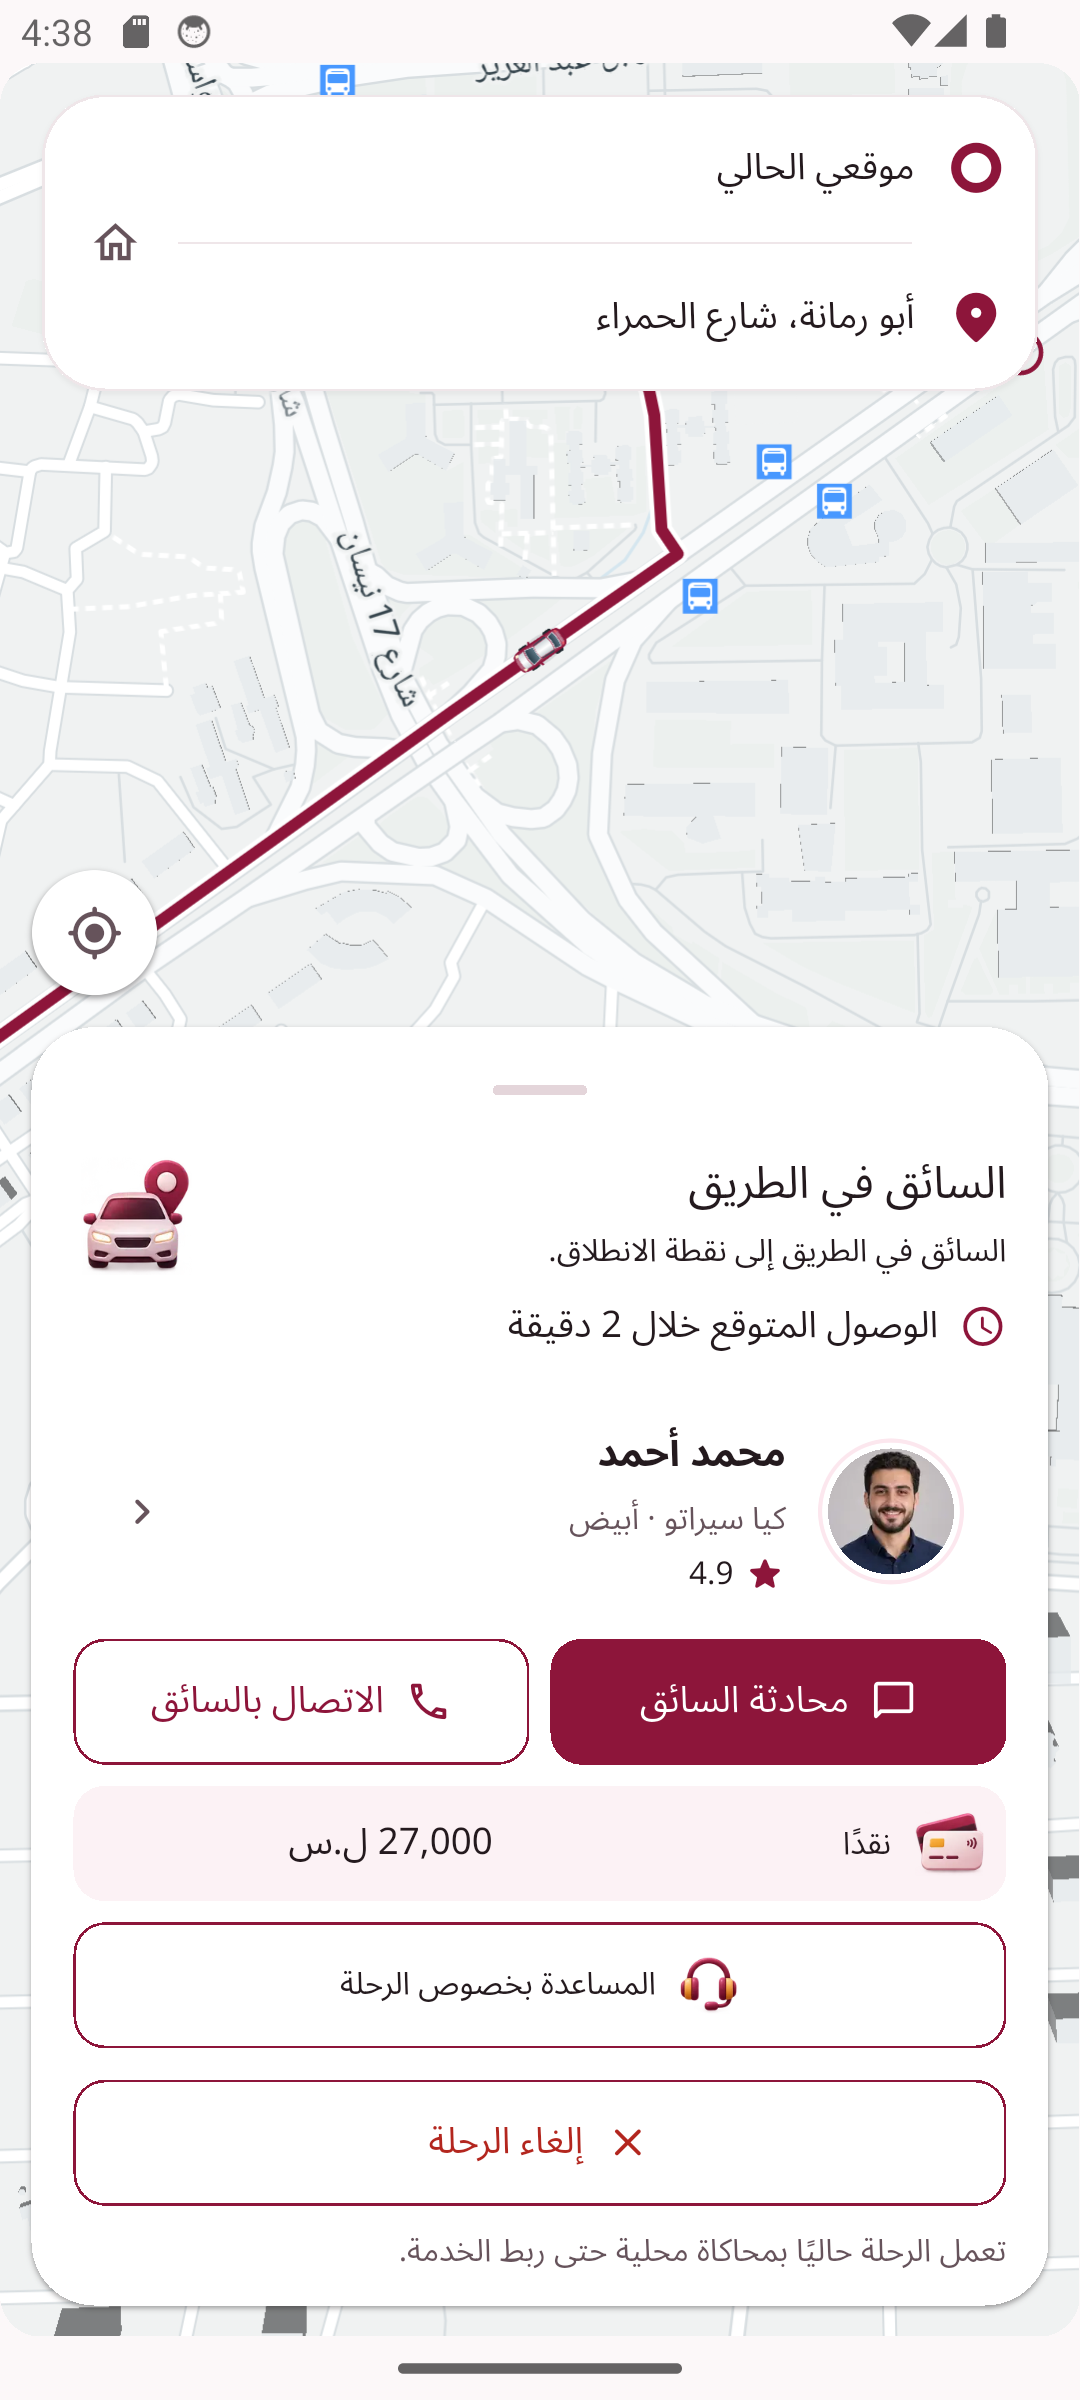 4:38
موقعي الحالي
أبو رمانة، شارع الحمراء
شارع 17 نيسان
السائق في الطريق
السائق في الطريق إلى نقطة الانطلاق.
الوصول المتوقع خلال 2 دقيقة
محمد أحمد
كيا سيراتو · أبيض
4.9
محادثة السائق
الاتصال بالسائق
نقدًا
27,000 ل.س
المساعدة بخصوص الرحلة
إلغاء الرحلة
تعمل الرحلة حاليًا بمحاكاة محلية حتى ربط الخدمة.